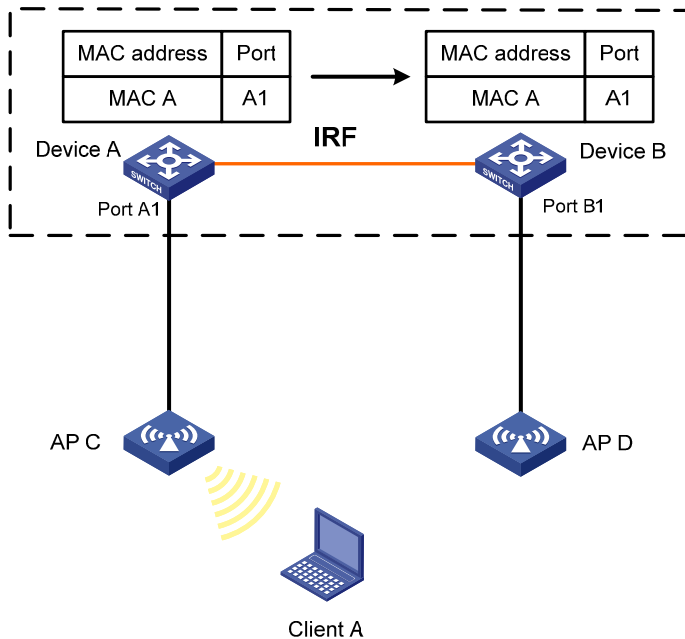 MAC address Port
MAC A A1
MAC address Port
MAC A A1
IRF
Device A
SWITCH
Device B
SWITCH
Port A1
Port B1
AP C
AP D
Client A